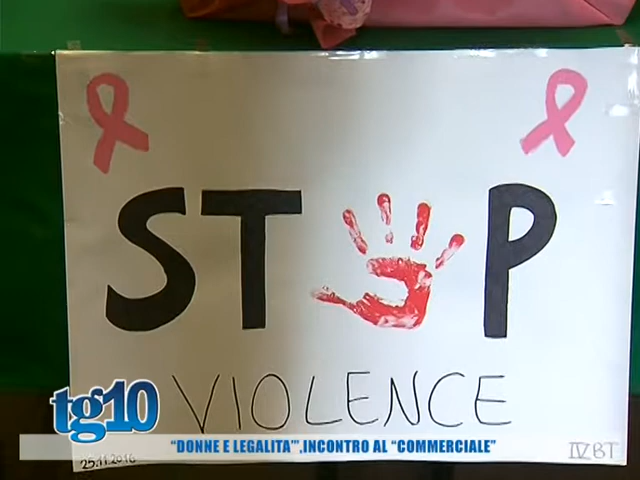 ST P
VIOLENCE
tg10
"DONNE E LEGALITA'",INCONTRO AL "COMMERCIALE"
25.11.2016
IV BT